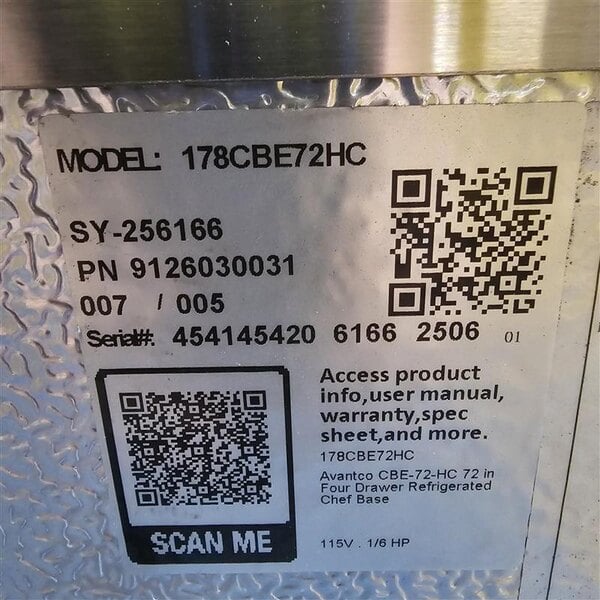 MODEL: 178CBE72HC
SY-256166
PN 9126030031
007 / 005
Serial#: 454145420 6166 2506 01
Access product
info,user manual,
warranty,spec
sheet,and more.
178CBE72HC
Avantco CBE-72-HC 72 in
Four Drawer Refrigerated
Chef Base
115V . 1/6 HP
SCAN ME